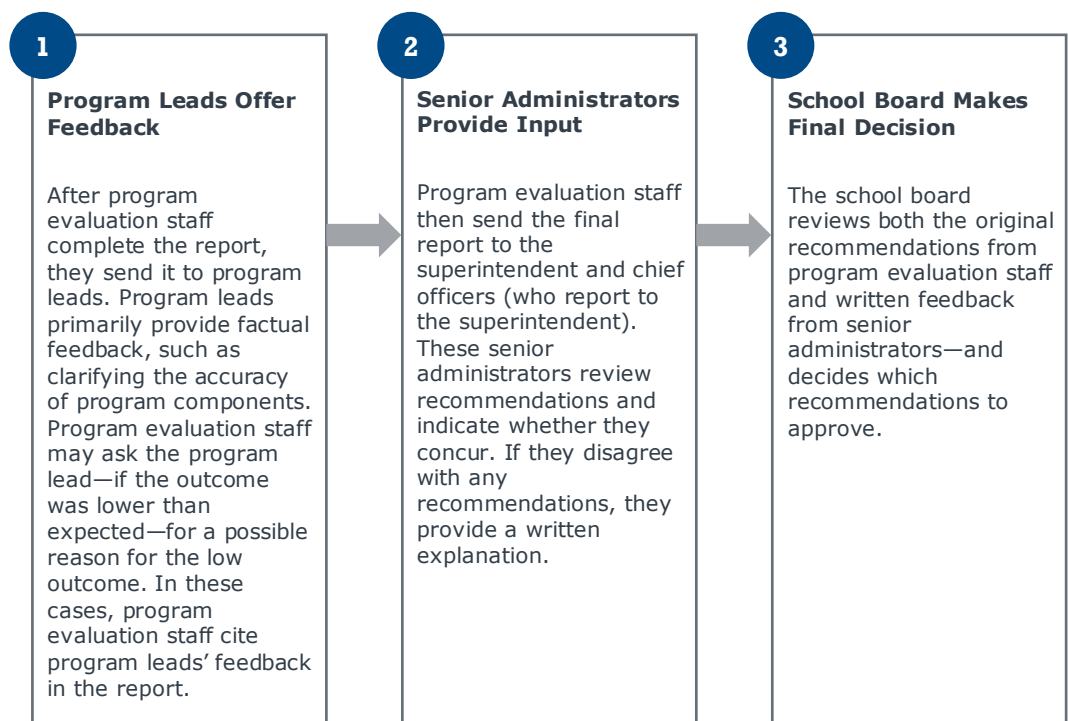 1
Program Leads Offer
Feedback
After program
evaluation staff
complete the report,
they send it to program
leads. Program leads
primarily provide factual
feedback, such as
clarifying the accuracy
of program components.
Program evaluation staff
may ask the program
lead—if the outcome
was lower than
expected—for a possible
reason for the low
outcome. In these
cases, program
evaluation staff cite
program leads’ feedback
in the report.
2
Senior Administrators
Provide Input
Program evaluation staff
then send the final
report to the
superintendent and chief
officers (who report to
the superintendent).
These senior
administrators review
recommendations and
indicate whether they
concur. If they disagree
with any
recommendations, they
provide a written
explanation.
3
School Board Makes
Final Decision
The school board
reviews both the original
recommendations from
program evaluation staff
and written feedback
from senior
administrators—and
decides which
recommendations to
approve.